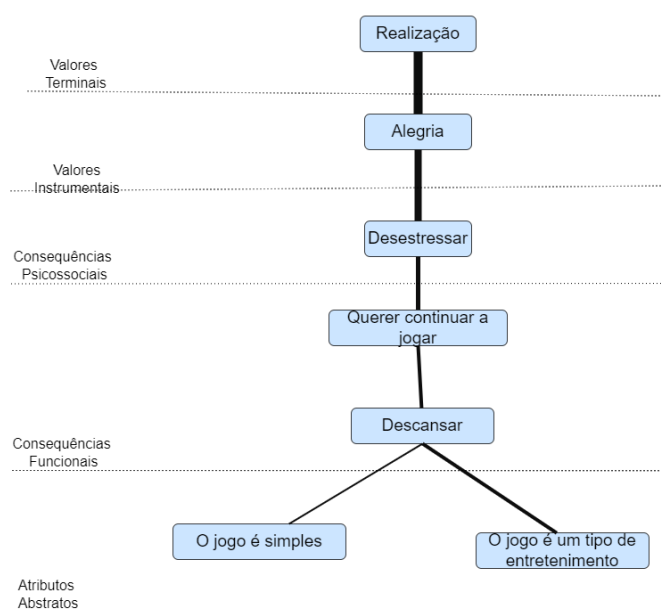 Realização
Valores
Terminais
Alegria
Valores
Instrumentais
Desestressar
Consequências
Psicossociais
Querer continuar a
jogar
Descansar
Consequências
Funcionais
O jogo é simples
O jogo é um tipo de
entretenimento
Atributos
Abstratos